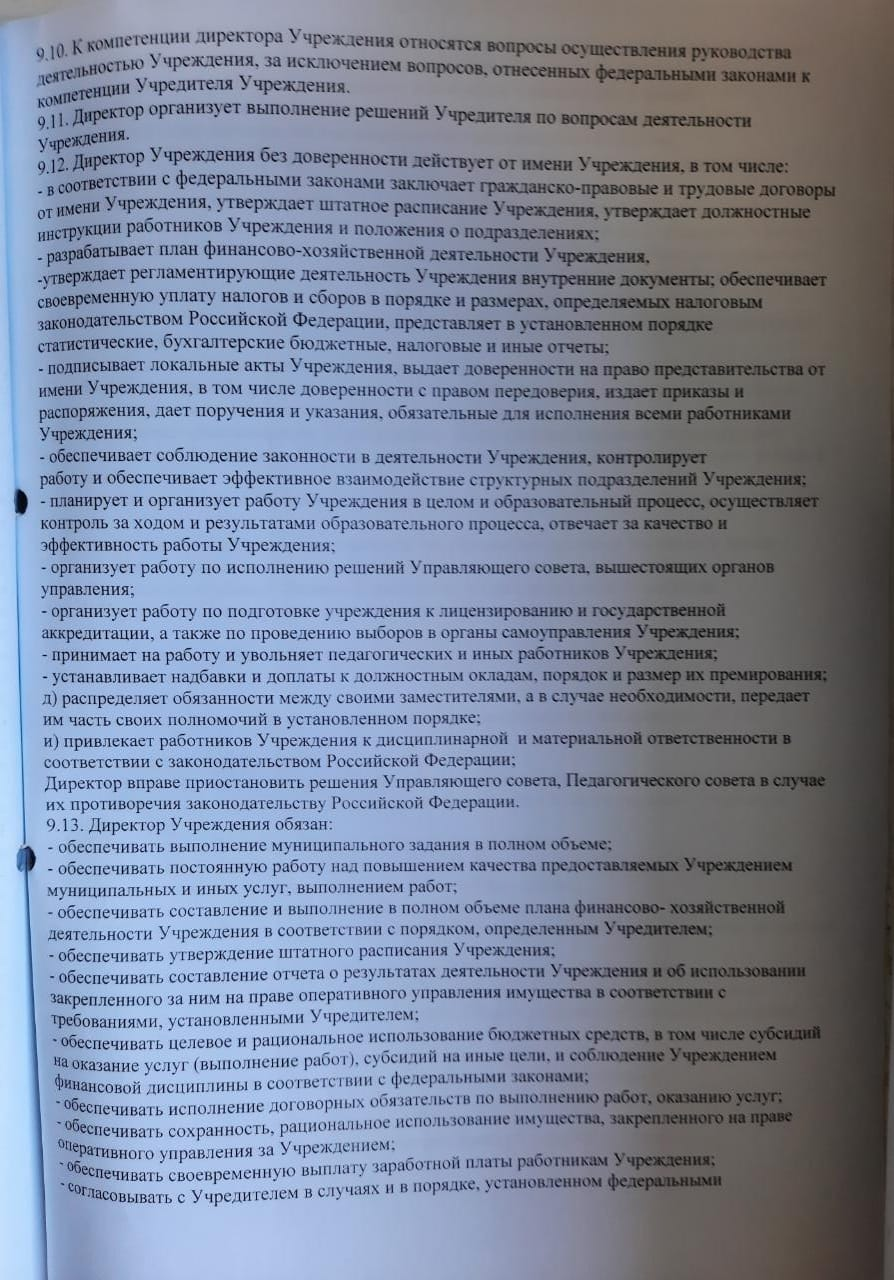 9.10. К компетенции директора Учреждения относятся вопросы осуществления руководства
деятельностью Учреждения, за исключением вопросов, отнесенных федеральными законами к
компетенции Учредителя Учреждения.
9.11. Директор организует выполнение решений Учредителя по вопросам деятельности
Учреждения.
9.12. Директор Учреждения без доверенности действует от имени Учреждения, в том числе:
- в соответствии с федеральными законами заключает гражданско-правовые и трудовые договоры
от имени Учреждения, утверждает штатное расписание Учреждения, утверждает должностные
инструкции работников Учреждения и положения о подразделениях;
- разрабатывает план финансово-хозяйственной деятельности Учреждения,
-утверждает регламентирующие деятельность Учреждения внутренние документы; обеспечивает
своевременную уплату налогов и сборов в порядке и размерах, определяемых налоговым
законодательством Российской Федерации, представляет в установленном порядке
статистические, бухгалтерские бюджетные, налоговые и иные отчеты;
- подписывает локальные акты Учреждения, выдает доверенности на право представительства от
имени Учреждения, в том числе доверенности с правом передоверия, издает приказы и
распоряжения, дает поручения и указания, обязательные для исполнения всеми работниками
Учреждения;
- обеспечивает соблюдение законности в деятельности Учреждения, контролирует
работу и обеспечивает эффективное взаимодействие структурных подразделений Учреждения;
- планирует и организует работу Учреждения в целом и образовательный процесс, осуществляет
контроль за ходом и результатами образовательного процесса, отвечает за качество и
эффективность работы Учреждения;
- организует работу по исполнению решений Управляющего совета, вышестоящих органов
управления;
- организует работу по подготовке учреждения к лицензированию и государственной
аккредитации, а также по проведению выборов в органы самоуправления Учреждения;
- принимает на работу и увольняет педагогических и иных работников Учреждения;
- устанавливает надбавки и доплаты к должностным окладам, порядок и размер их премирования;
д) распределяет обязанности между своими заместителями, а в случае необходимости, передает
им часть своих полномочий в установленном порядке;
и) привлекает работников Учреждения к дисциплинарной и материальной ответственности в
соответствии с законодательством Российской Федерации;
Директор вправе приостановить решения Управляющего совета, Педагогического совета в случае
их противоречия законодательству Российской Федерации.
9.13. Директор Учреждения обязан:
- обеспечивать выполнение муниципального задания в полном объеме;
- обеспечивать постоянную работу над повышением качества предоставляемых Учреждением
муниципальных и иных услуг, выполнением работ;
- обеспечивать составление и выполнение в полном объеме плана финансово- хозяйственной
деятельности Учреждения в соответствии с порядком, определенным Учредителем;
- обеспечивать утверждение штатного расписания Учреждения;
- обеспечивать составление отчета о результатах деятельности Учреждения и об использовании
закрепленного за ним на праве оперативного управления имущества в соответствии с
требованиями, установленными Учредителем;
- обеспечивать целевое и рациональное использование бюджетных средств, в том числе субсидий
на оказание услуг (выполнение работ), субсидий на иные цели, и соблюдение Учреждением
финансовой дисциплины в соответствии с федеральными законами;
- обеспечивать исполнение договорных обязательств по выполнению работ, оказанию услуг;
- обеспечивать сохранность, рациональное использование имущества, закрепленного на праве
оперативного управления за Учреждением;
- обеспечивать своевременную выплату заработной платы работникам Учреждения;
- согласовывать с Учредителем в случаях и в порядке, установленном федеральными